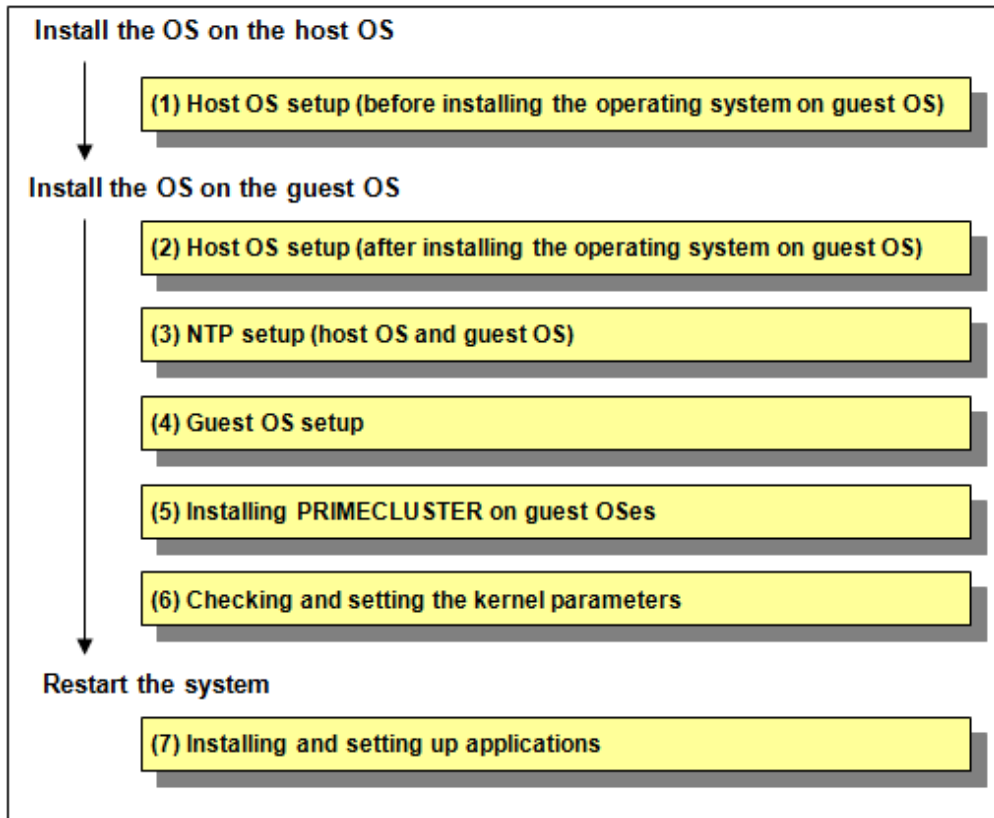 Install the OS on the host OS
(1) Host OS setup (before installing the operating system on guest OS)
Install the OS on the guest OS
(2) Host OS setup (after installing the operating system on guest OS)
(3) NTP setup (host OS and guest OS)
(4) Guest OS setup
(5) Installing PRIMECLUSTER on guest OSes
(6) Checking and setting the kernel parameters
Restart the system
(7) Installing and setting up applications